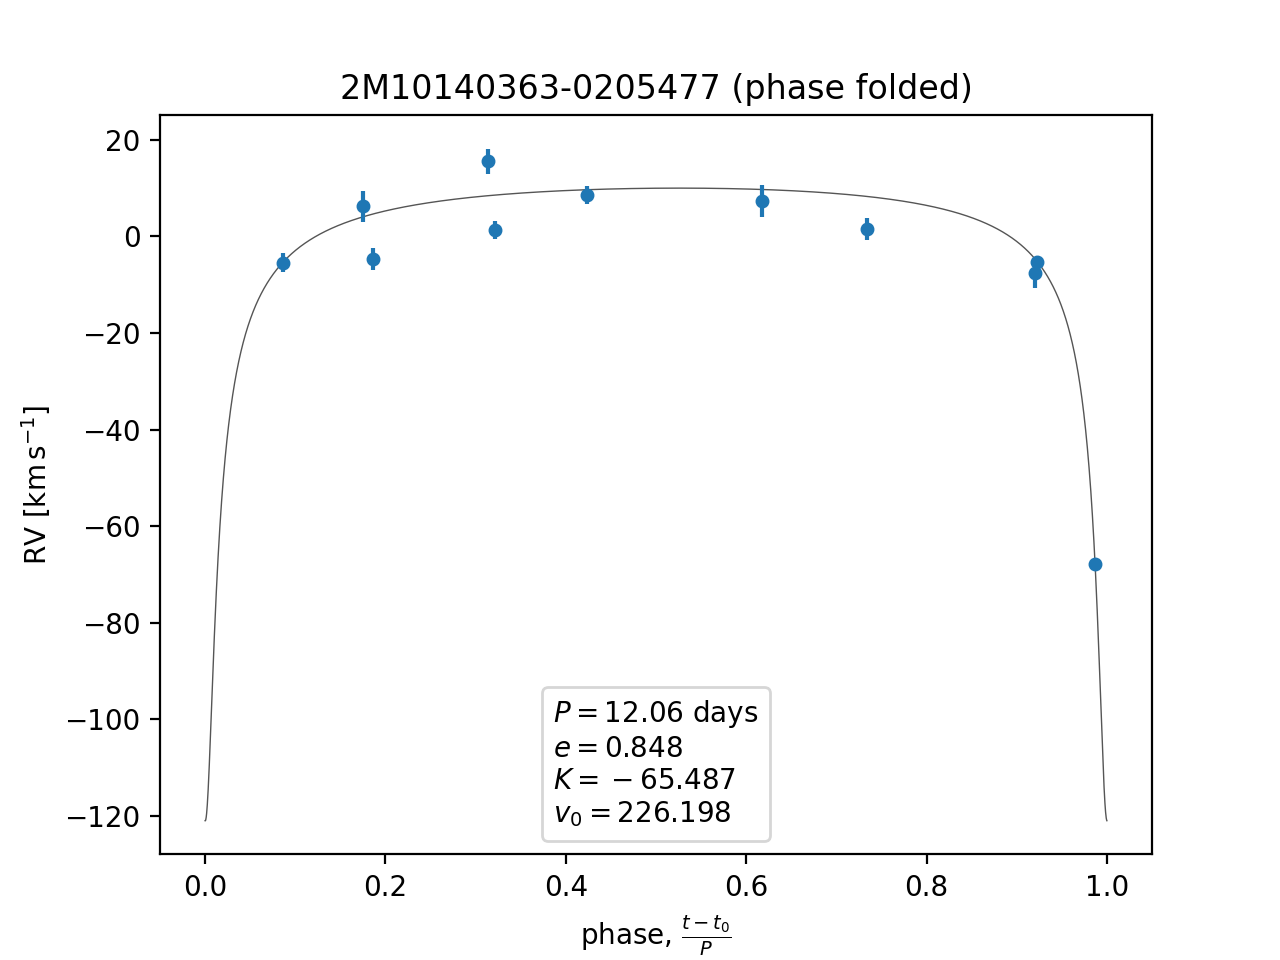 2M10140363-0205477 (phase folded)
20
0
−20
−40
−60
−80
−100
−120
RV [km s⁻¹]
P = 12.06 days
e = 0.848
K = − 65.487
v₀ = 226.198
0.0 0.2 0.4 0.6 0.8 1.0
phase, (t − t₀)/P